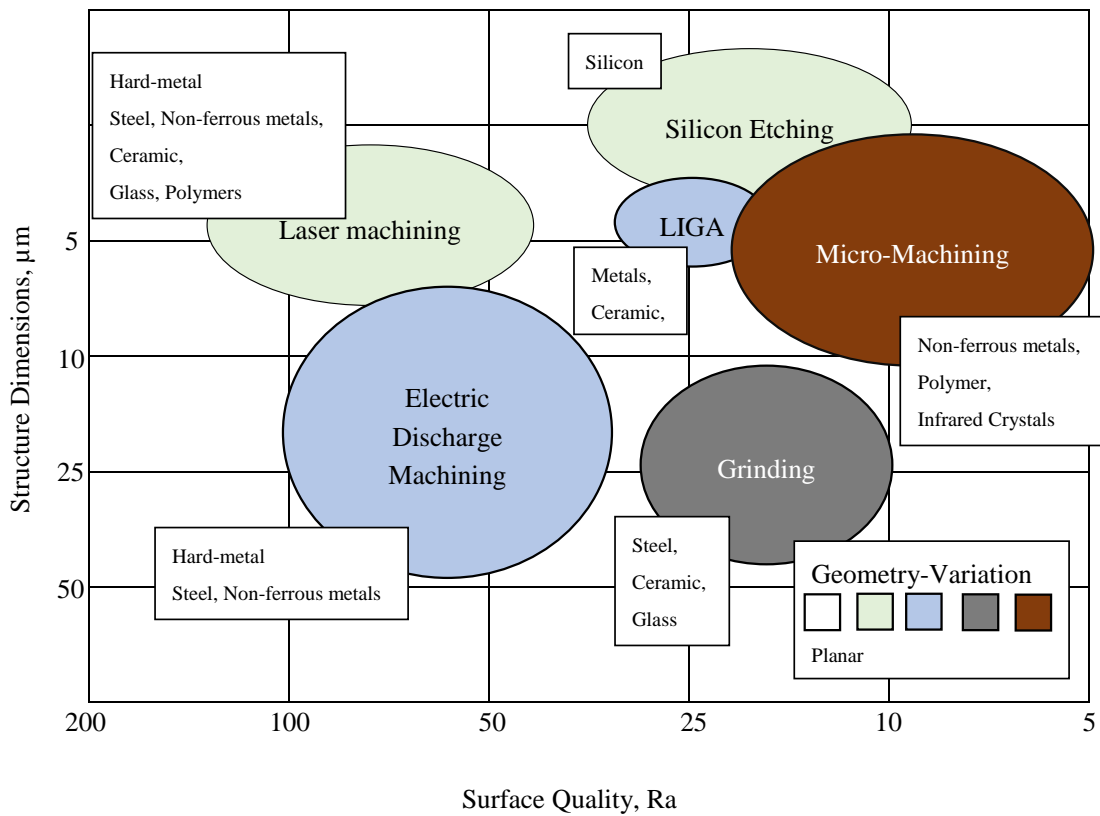 Hard-metal
Steel, Non-ferrous metals,
Ceramic,
Glass, Polymers
Silicon
Silicon Etching
Laser machining
LIGA
Micro-Machining
Metals,
Ceramic,
Non-ferrous metals,
Polymer,
Infrared Crystals
Electric
Discharge
Machining
Grinding
Hard-metal
Steel, Non-ferrous metals
Steel,
Ceramic,
Glass
Geometry-Variation
Planar
Structure Dimensions, µm
5
10
25
50
200
100
50
25
10
5
Surface Quality, Ra